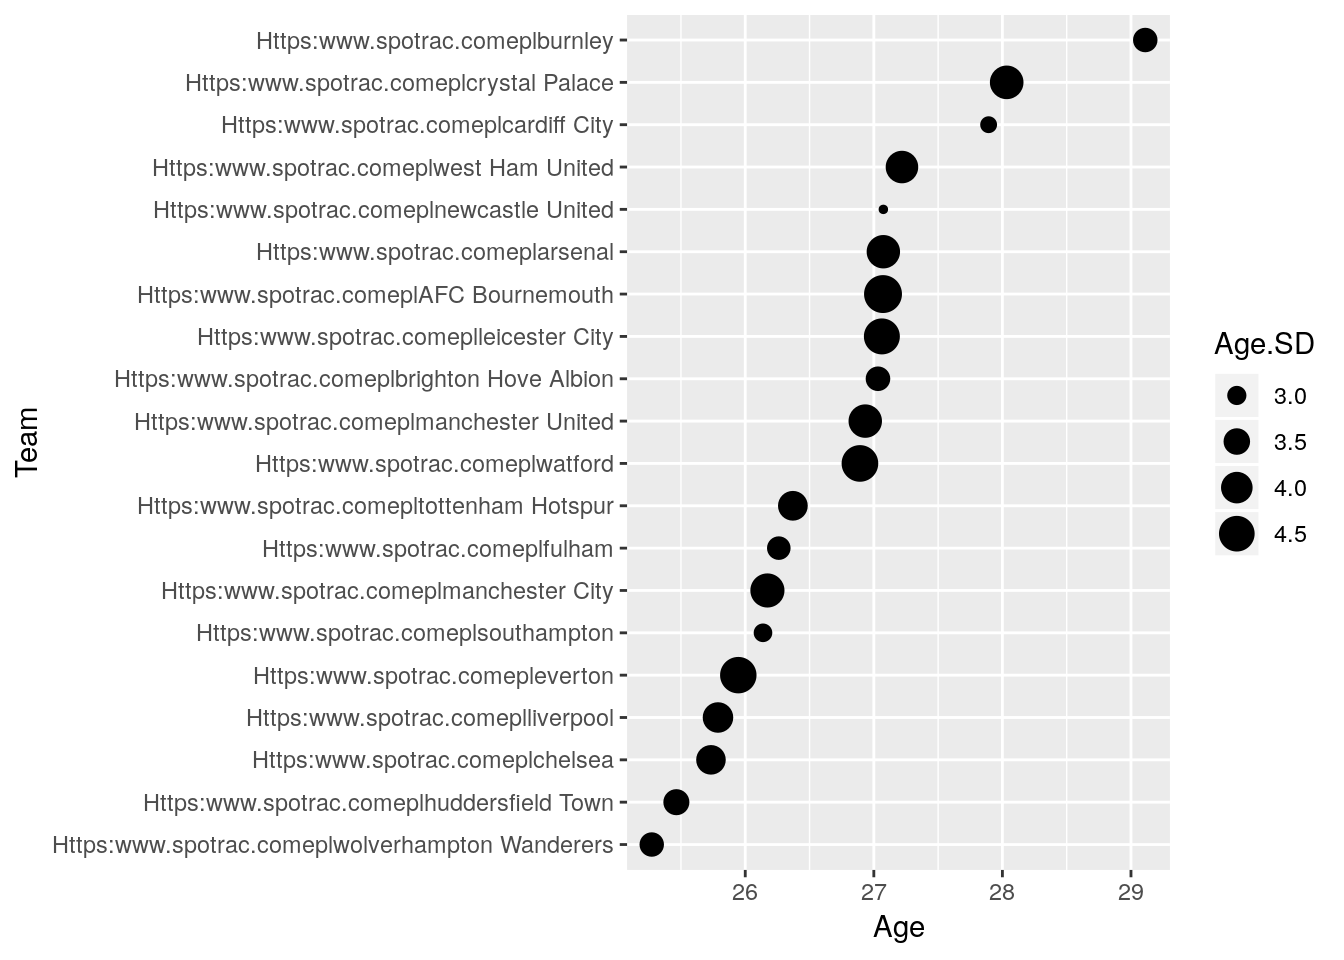 Https:www.spotrac.comeplburnley
Https:www.spotrac.comeplcrystal Palace
Https:www.spotrac.comeplcardiff City
Https:www.spotrac.comeplwest Ham United
Https:www.spotrac.comeplnewcastle United
Https:www.spotrac.comeplarsenal
Https:www.spotrac.comeplAFC Bournemouth
Https:www.spotrac.comeplleicester City
Https:www.spotrac.comeplbrighton Hove Albion
Https:www.spotrac.comeplmanchester United
Https:www.spotrac.comeplwatford
Https:www.spotrac.comepltottenham Hotspur
Https:www.spotrac.comeplfulham
Https:www.spotrac.comeplmanchester City
Https:www.spotrac.comeplsouthampton
Https:www.spotrac.comepleverton
Https:www.spotrac.comeplliverpool
Https:www.spotrac.comeplchelsea
Https:www.spotrac.comeplhuddersfield Town
Https:www.spotrac.comeplwolverhampton Wanderers
Team
26 27 28 29
Age
Age.SD
3.0
3.5
4.0
4.5